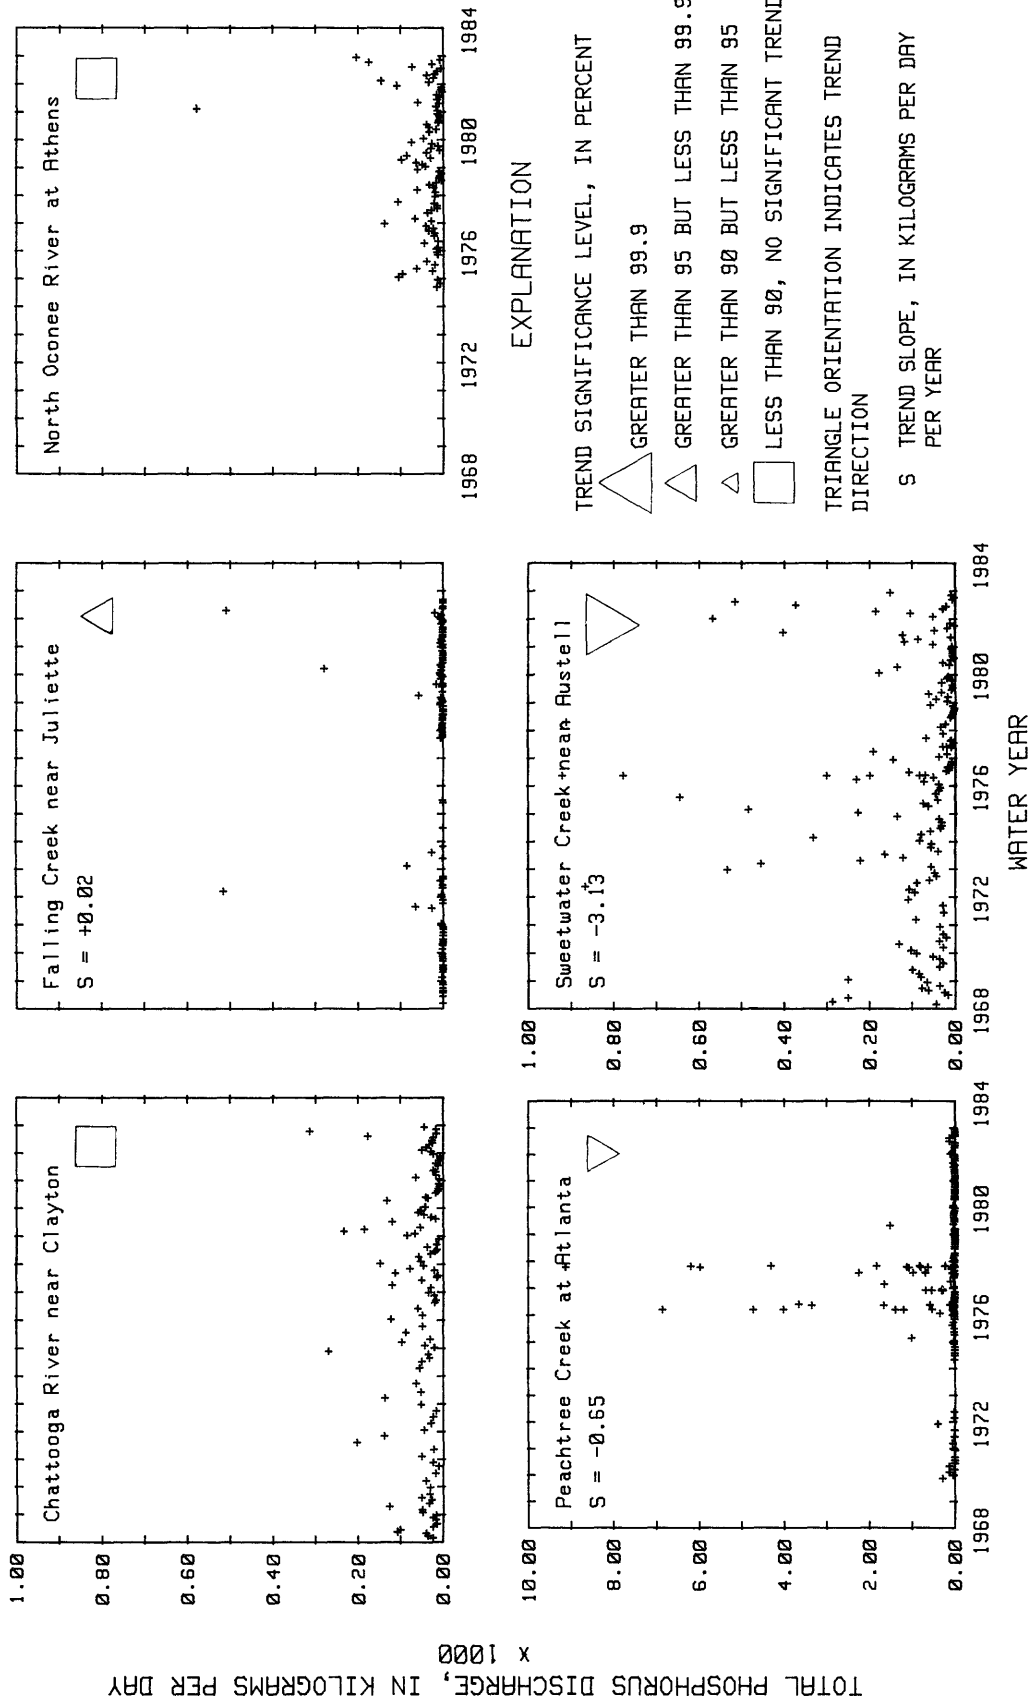 TOTAL PHOSPHORUS DISCHARGE, IN KILOGRAMS PER DAY
x 1000
1.00
0.80
0.60
0.40
0.20
0.00
Chattooga River near Clayton
Falling Creek near Juliette
S = +0.02
North Oconee River at Athens
1968
1972
1976
1980
1984
10.00
8.00
6.00
4.00
2.00
0.00
Peachtree Creek at Atlanta
S = -0.65
1968
1972
1976
1980
1984
1.00
0.80
0.60
0.40
0.20
0.00
Sweetwater Creek near Austell
S = -3.13
1968
1972
1976
1980
1984
WATER YEAR
EXPLANATION
TREND SIGNIFICANCE LEVEL, IN PERCENT
GREATER THAN 99.9
GREATER THAN 95 BUT LESS THAN 99.9
GREATER THAN 90 BUT LESS THAN 95
LESS THAN 90, NO SIGNIFICANT TREND
TRIANGLE ORIENTATION INDICATES TREND
DIRECTION
S TREND SLOPE, IN KILOGRAMS PER DAY
PER YEAR